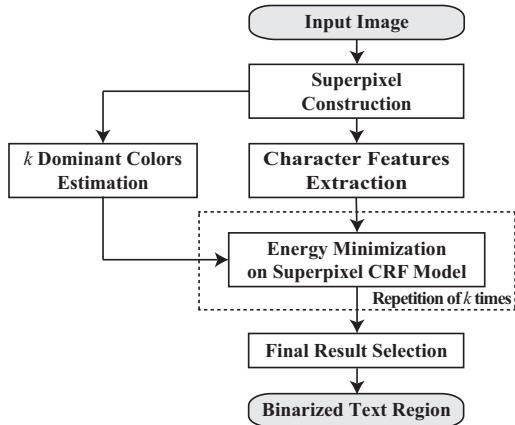 Input Image
Superpixel
Construction
k Dominant Colors
Estimation
Character Features
Extraction
Energy Minimization
on Superpixel CRF Model
Repetition of k times
Final Result Selection
Binarized Text Region